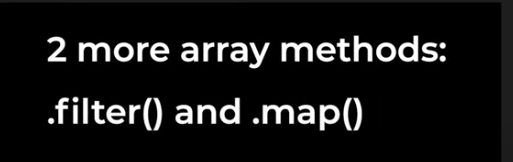 2 more array methods:
.filter() and .map()